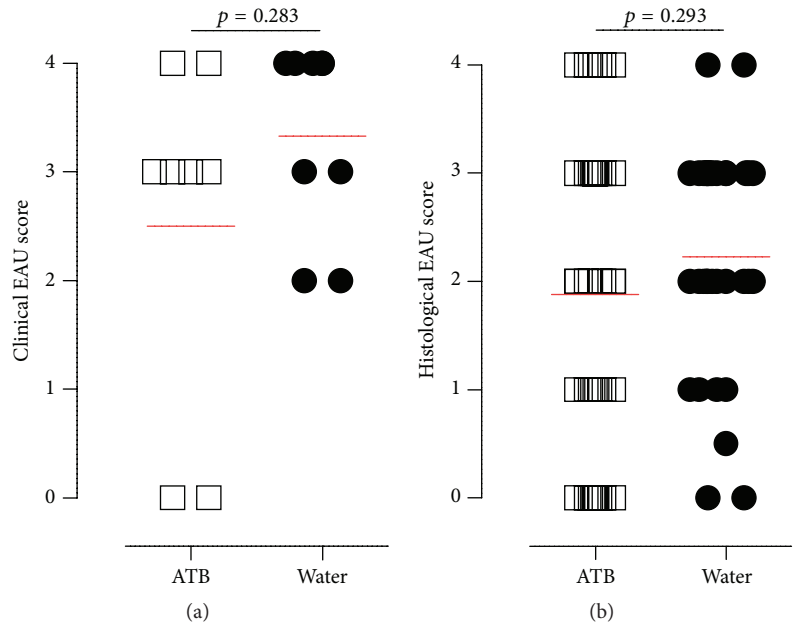 p = 0.283
Clinical EAU score
4
3
2
1
0
ATB
Water
(a)
p = 0.293
Histological EAU score
4
3
2
1
0
ATB
Water
(b)